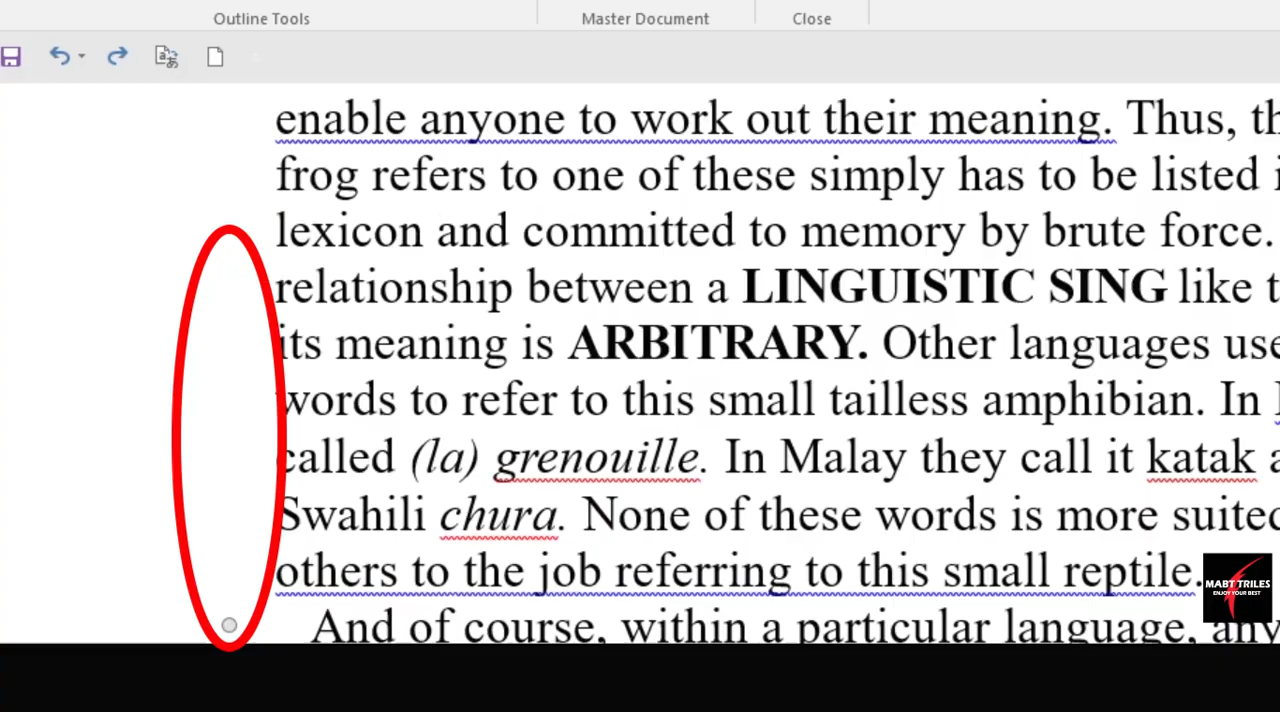 Outline Tools Master Document Close
enable anyone to work out their meaning. Thus, th
frog refers to one of these simply has to be listed i
lexicon and committed to memory by brute force.
relationship between a LINGUISTIC SING like t
its meaning is ARBITRARY. Other languages use
words to refer to this small tailless amphibian. In
called (la) grenouille. In Malay they call it katak a
Swahili chura. None of these words is more suited
others to the job referring to this small reptile.
MABT TRILES
ENJOY YOUR BEST
And of course, within a particular language, any